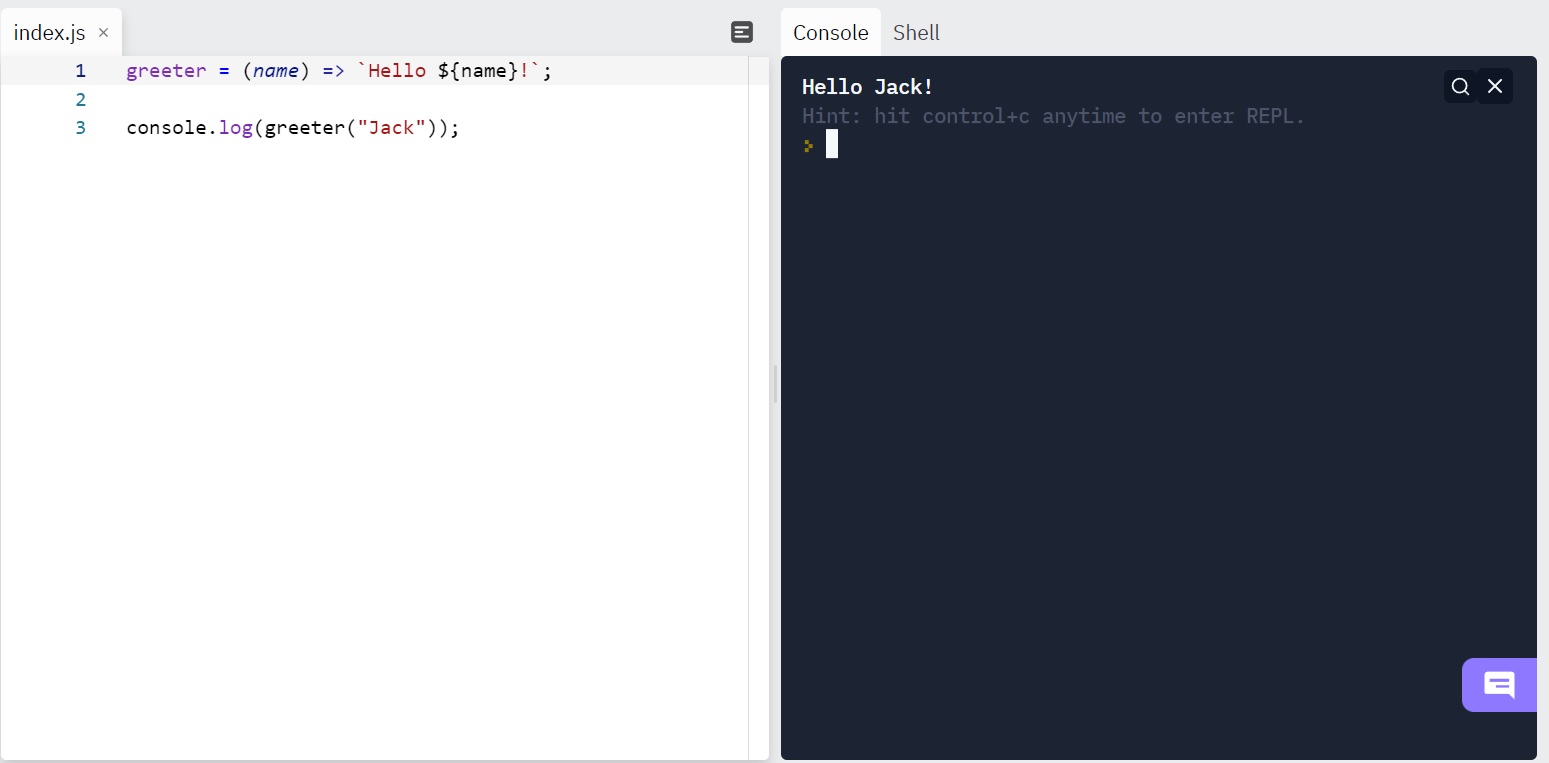 index.js ×
1 greeter = (name) => `Hello ${name}!`;
2
3 console.log(greeter("Jack"));
Console Shell
Hello Jack!
Hint: hit control+c anytime to enter REPL.
>